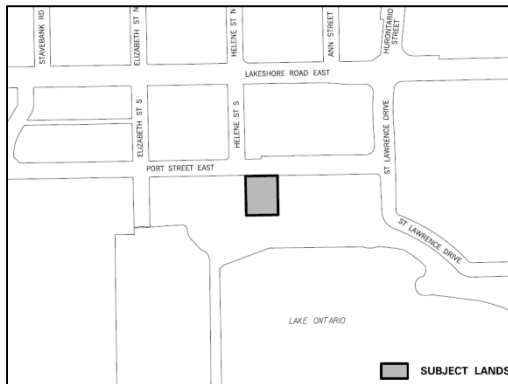 STAVEBANK RD
ELIZABETH ST N
HELENE ST N
ANN STREET
HURONTARIO
STREET
LAKESHORE ROAD EAST
ELIZABETH ST S
HELENE ST S
ST LAWRENCE DRIVE
PORT STREET EAST
ST LAWRENCE DRIVE
LAKE ONTARIO
SUBJECT LANDS